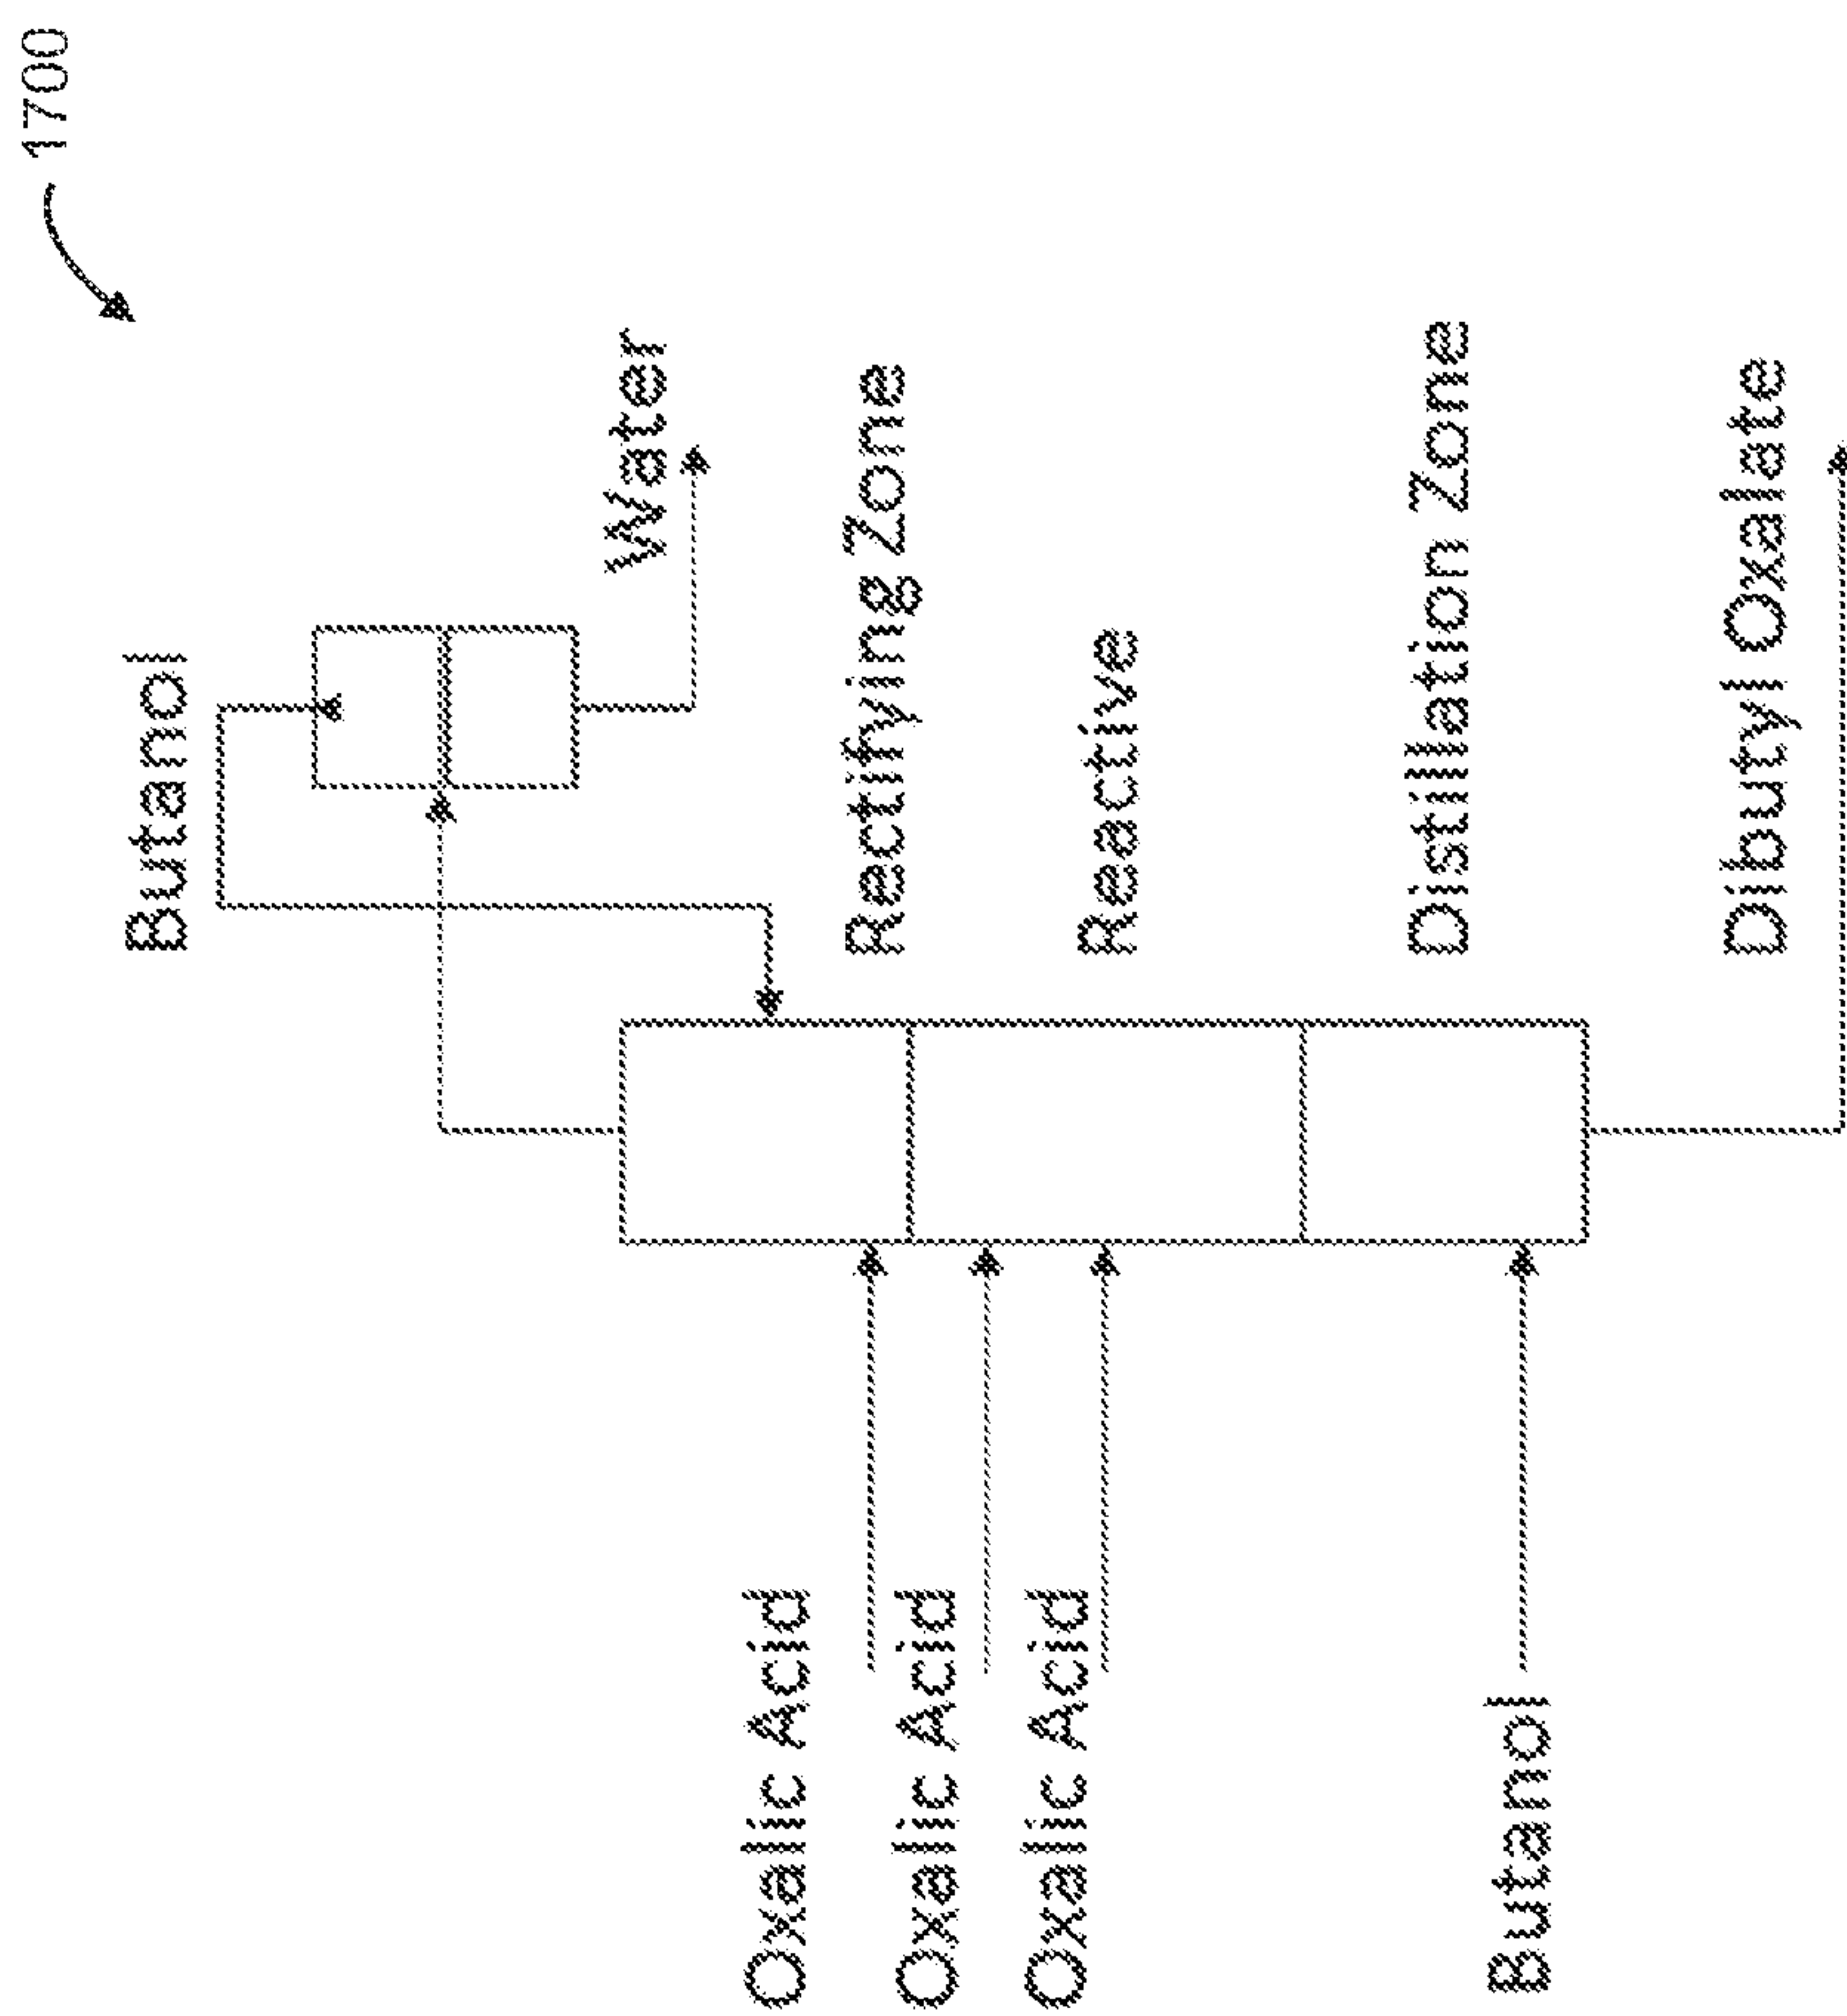 1700
Butanol
Water
Oxalic Acid
Rectifying Zone
Oxalic Acid
Oxalic Acid
Reactive
Distillation Zone
Butanol
Dibutyl Oxalate